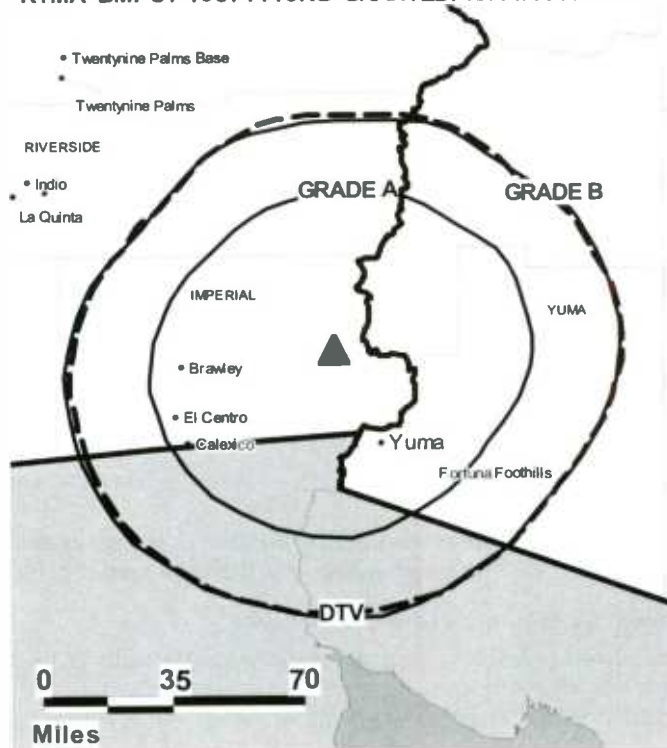 Twentynine Palms Base
Twentynine Palms
RIVERSIDE
Indio
La Quinta
GRADE A
GRADE B
IMPERIAL
YUMA
Brawley
El Centro
Calexico
Yuma
Fortuna Foothills
DTV
0 35 70
Miles